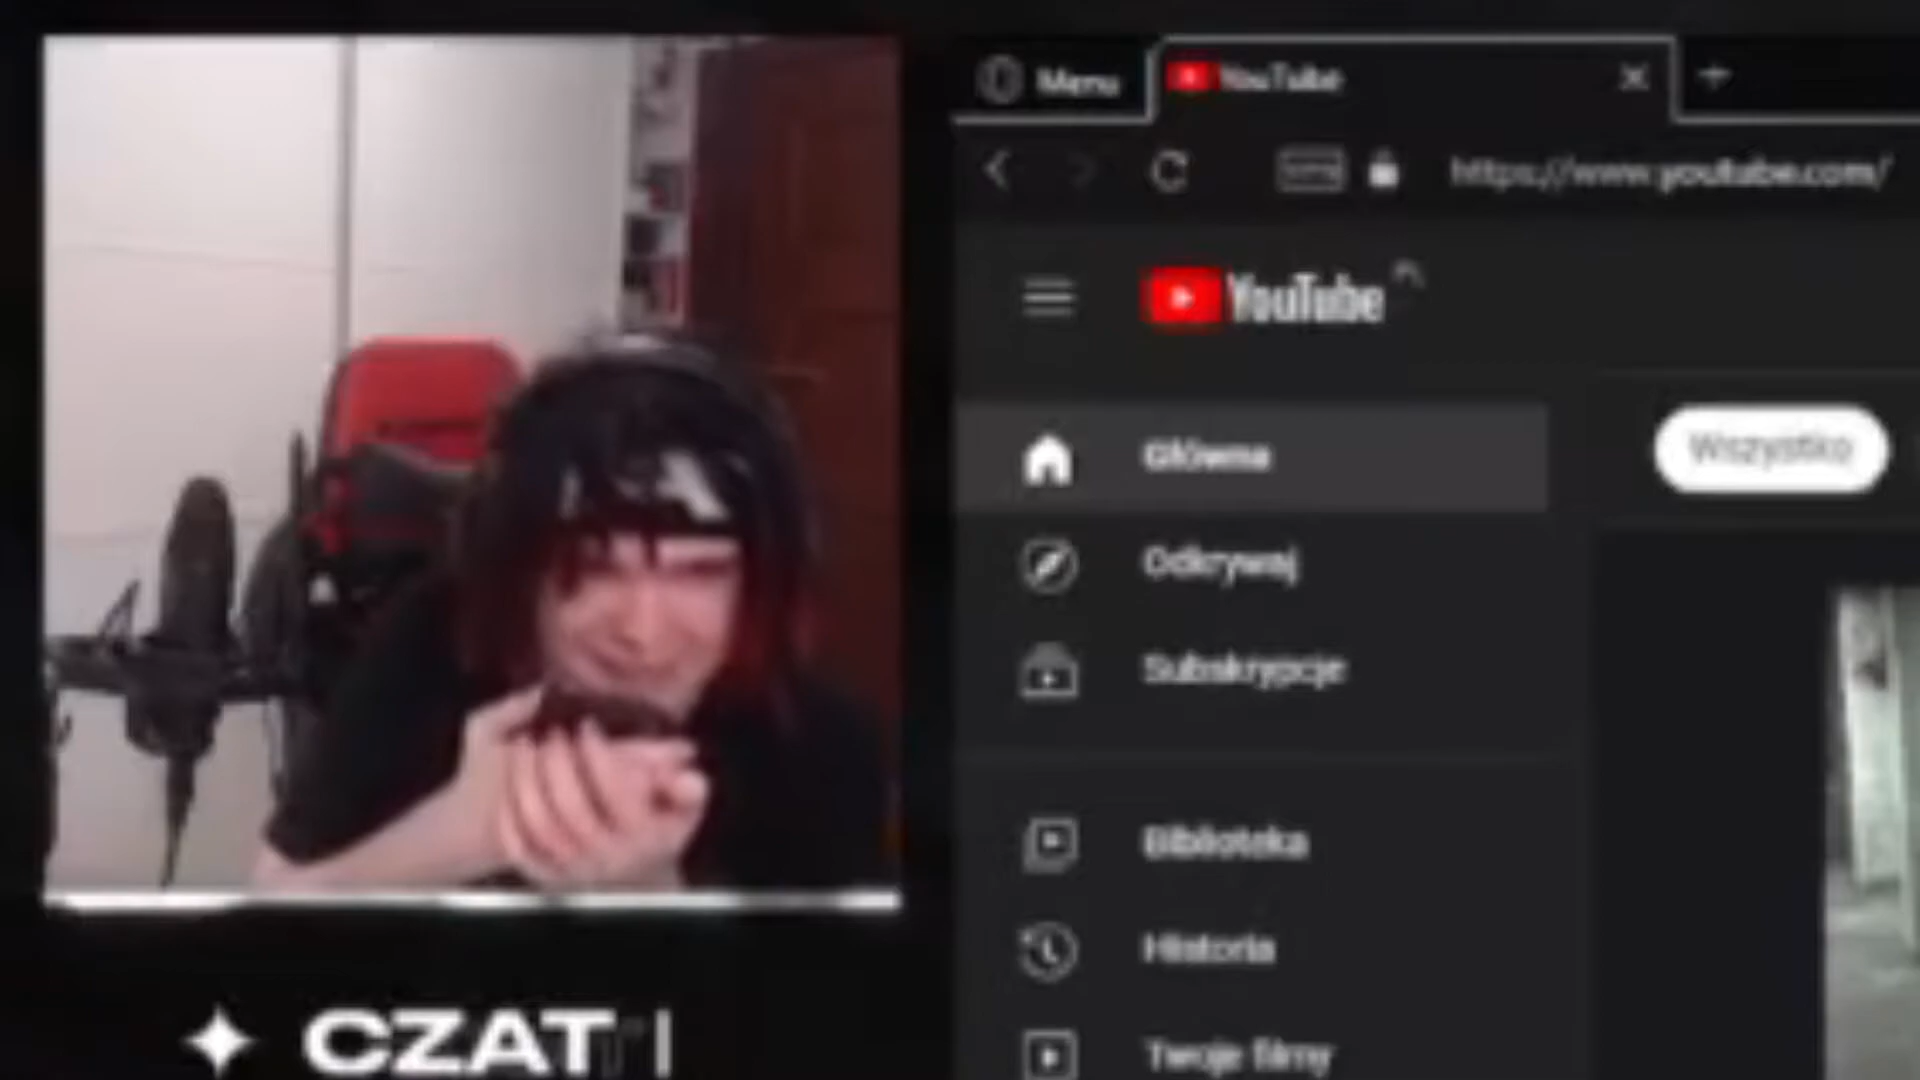 Menu
YouTube
https://www.youtube.com/
YouTube
Główna
Wszystko
Odkrywaj
Subskrypcje
Biblioteka
Historia
Twoje filmy
CZAT